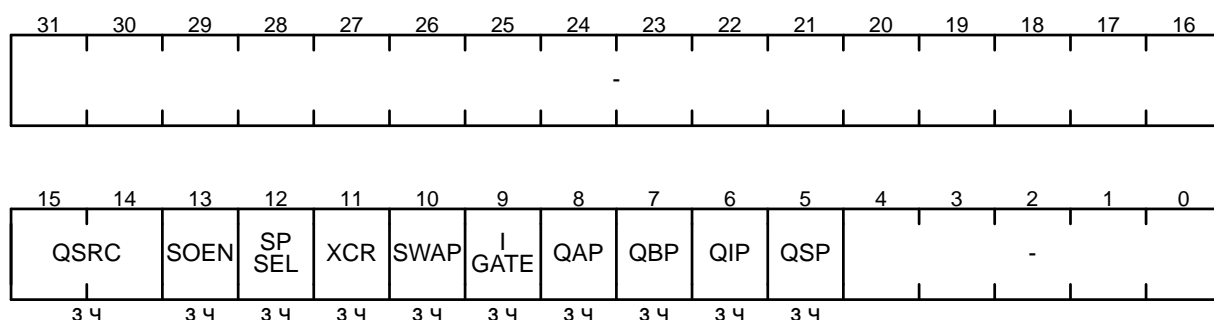 31 30 29 28 27 26 25 24 23 22 21 20 19 18 17 16
-
15 14 13 12 11 10 9 8 7 6 5 4 3 2 1 0
QSRC SOEN SP SEL XCR SWAP I GATE QAP QBP QIP QSP -
з ч з ч з ч з ч з ч з ч з ч з ч з ч з ч